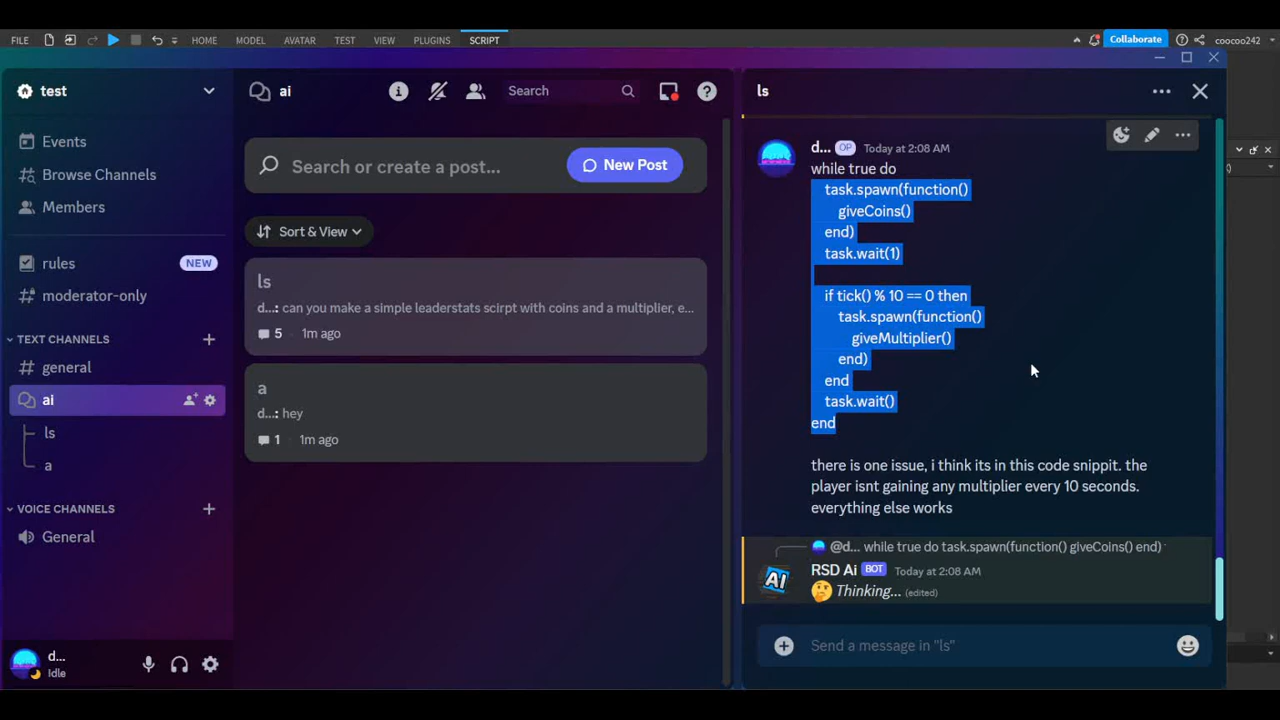 FILE HOME MODEL AVATAR TEST VIEW PLUGINS SCRIPT Collaborate coocoo242
test
Events
Browse Channels
Members
rules NEW
moderator-only
TEXT CHANNELS
general
ai
ls
a
VOICE CHANNELS
General
d...
Idle
ai Search
Search or create a post... New Post
Sort & View
ls
d...: can you make a simple leaderstats scirpt with coins and a multiplier, e...
5 · 1m ago
a
d...: hey
1 · 1m ago
ls
d... OP Today at 2:08 AM
while true do
task.spawn(function()
giveCoins()
end)
task.wait(1)
if tick() % 10 == 0 then
task.spawn(function()
giveMultiplier()
end)
end
task.wait()
end
there is one issue, i think its in this code snippit. the
player isnt gaining any multiplier every 10 seconds.
everything else works
@d... while true do task.spawn(function() giveCoins() end)
RSD Ai BOT Today at 2:08 AM
Thinking... (edited)
Send a message in "ls"